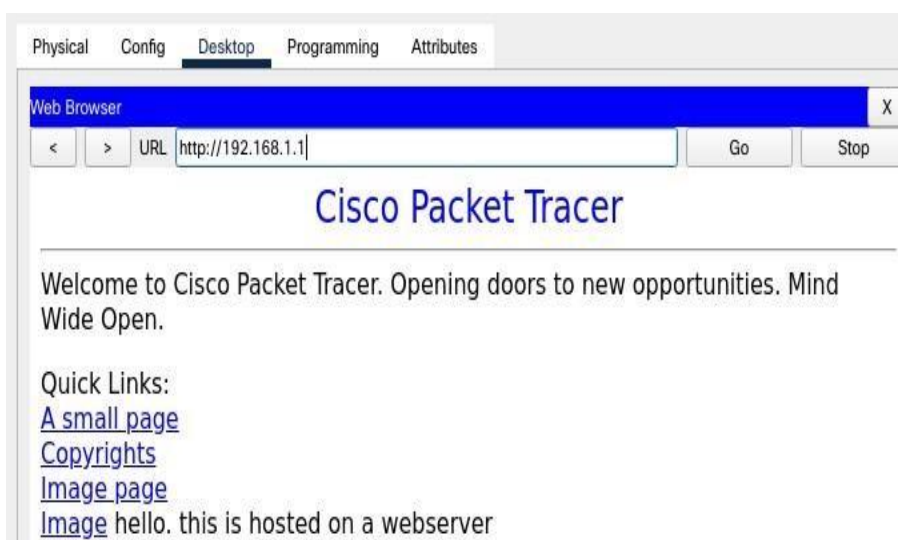 Physical Config Desktop Programming Attributes
Web Browser X
< > URL http://192.168.1.1 Go Stop
Cisco Packet Tracer
Welcome to Cisco Packet Tracer. Opening doors to new opportunities. Mind
Wide Open.
Quick Links:
A small page
Copyrights
Image page
Image hello. this is hosted on a webserver